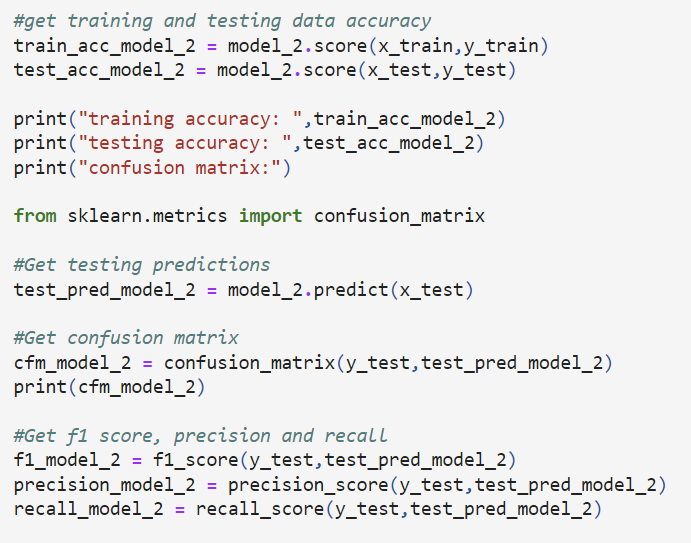 #get training and testing data accuracy
train_acc_model_2 = model_2.score(x_train,y_train)
test_acc_model_2 = model_2.score(x_test,y_test)
print("training accuracy: ",train_acc_model_2)
print("testing accuracy: ",test_acc_model_2)
print("confusion matrix:")
from sklearn.metrics import confusion_matrix
#Get testing predictions
test_pred_model_2 = model_2.predict(x_test)
#Get confusion matrix
cfm_model_2 = confusion_matrix(y_test,test_pred_model_2)
print(cfm_model_2)
#Get f1 score, precision and recall
f1_model_2 = f1_score(y_test,test_pred_model_2)
precision_model_2 = precision_score(y_test,test_pred_model_2)
recall_model_2 = recall_score(y_test,test_pred_model_2)